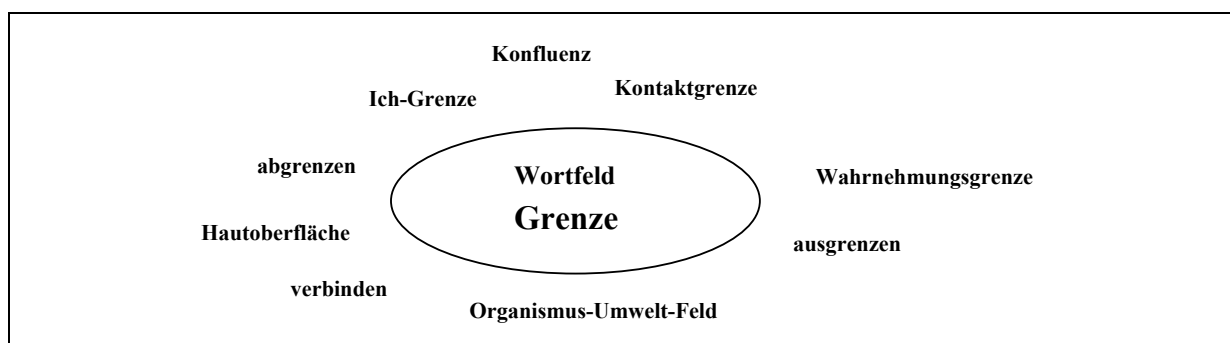 Konfluenz
Kontaktgrenze
Ich-Grenze
abgrenzen
Wortfeld
Wahrnehmungsgrenze
Grenze
Hautoberfläche
ausgrenzen
verbinden
Organismus-Umwelt-Feld